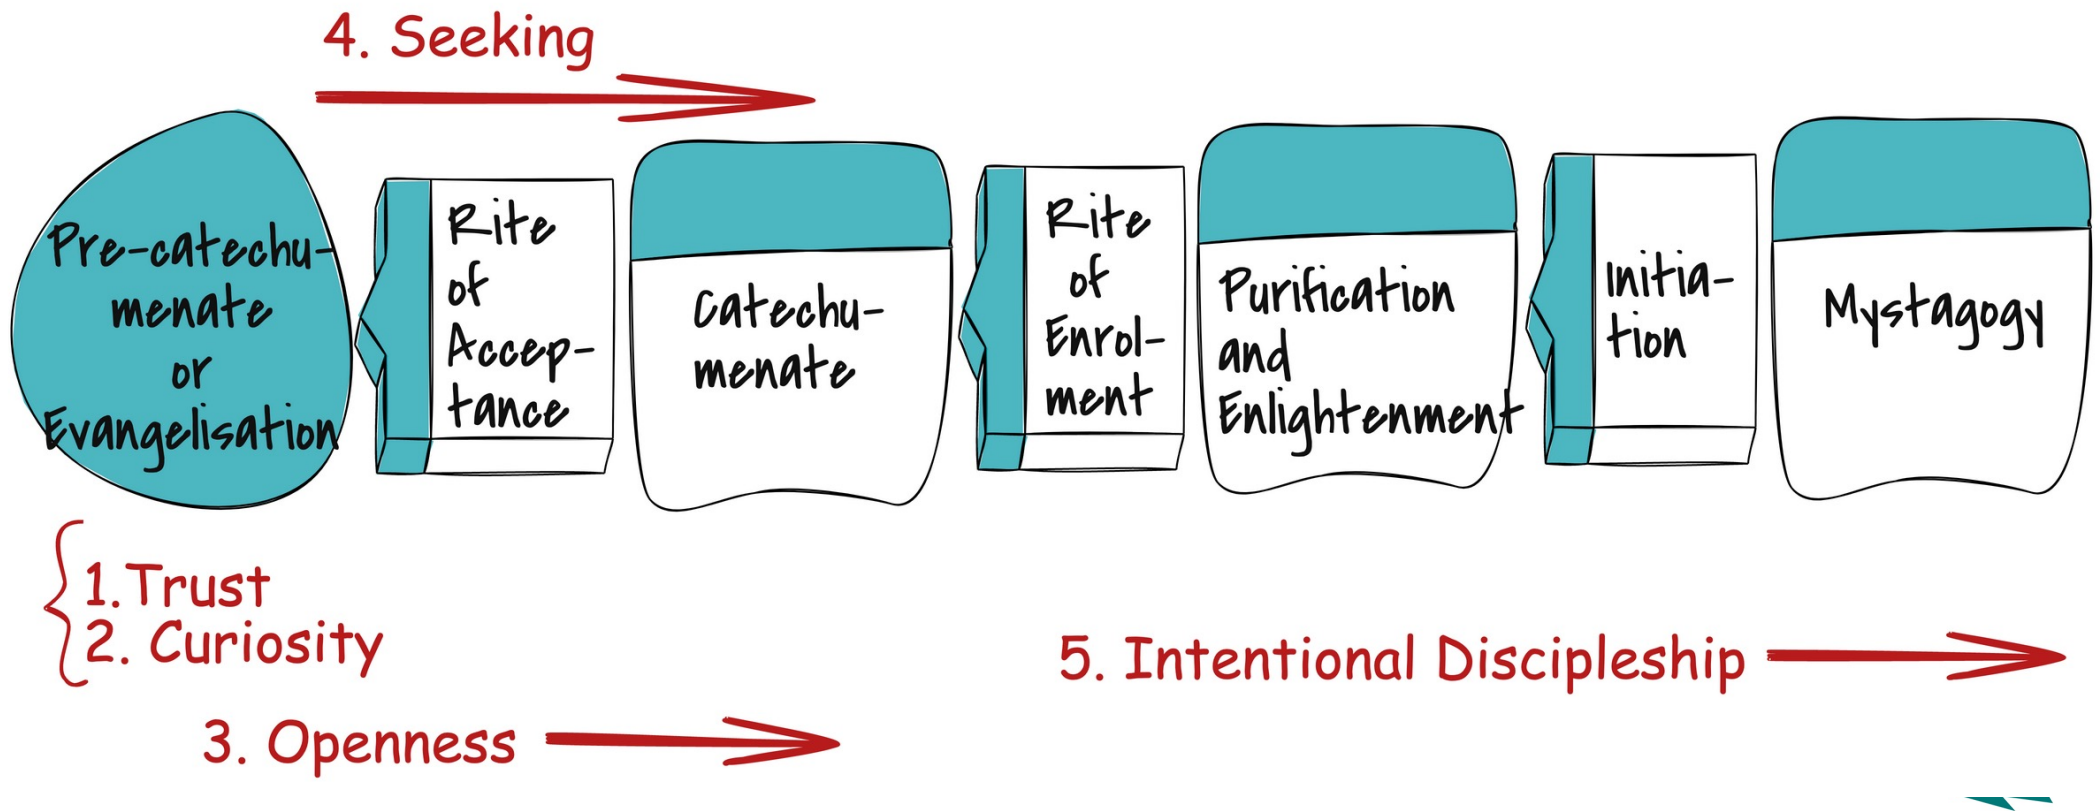 4. Seeking
Pre-catechu-
menate
or
Evangelisation
Rite
of
Accep-
tance
Catechu-
menate
Rite
of
Enrol-
ment
Purification
and
Enlightenment
Initia-
tion
Mystagogy
1. Trust
2. Curiosity
3. Openness
5. Intentional Discipleship